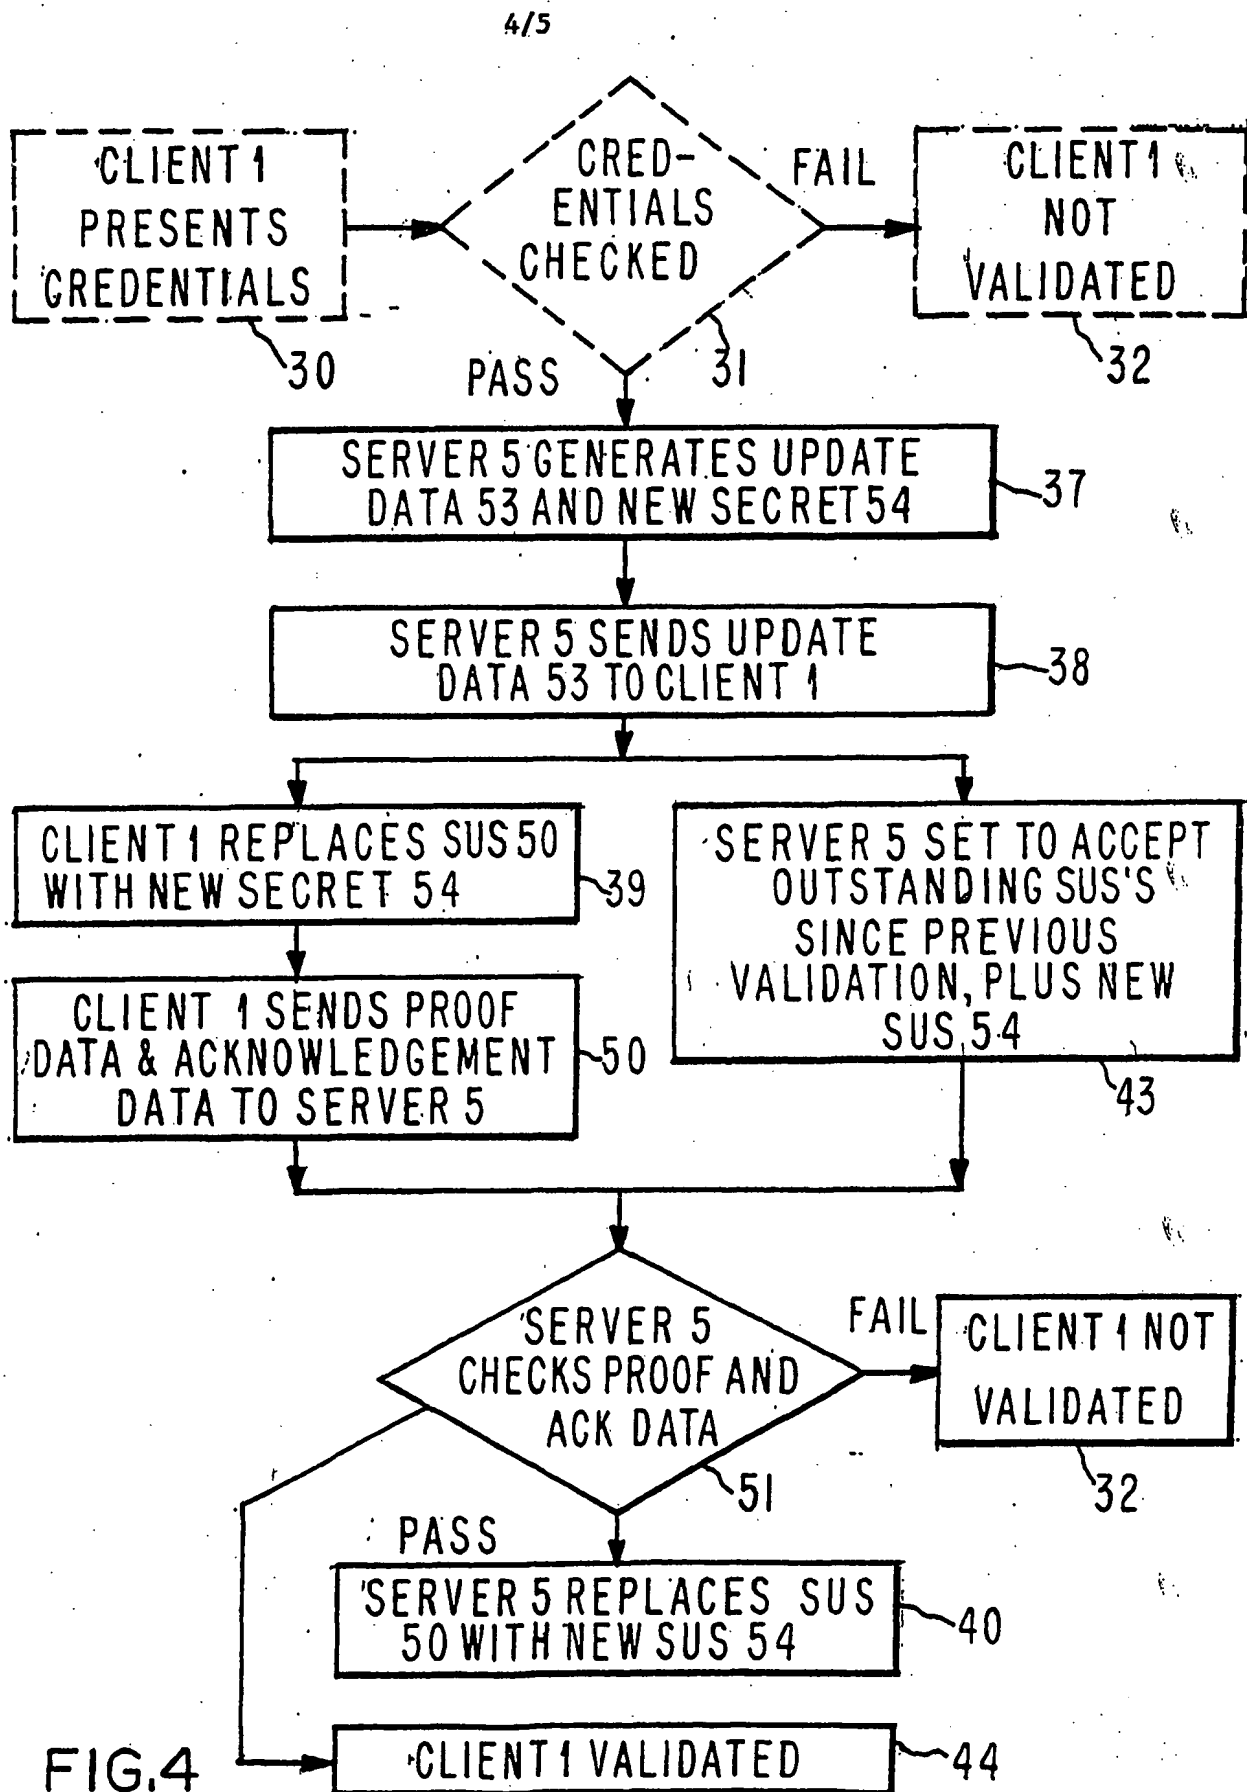 4/5
CLIENT 1
PRESENTS
CREDENTIALS
30
CRED-
ENTIALS
CHECKED
31
FAIL
CLIENT 1
NOT
VALIDATED
32
PASS
SERVER 5 GENERATES UPDATE
DATA 53 AND NEW SECRET 54
37
SERVER 5 SENDS UPDATE
DATA 53 TO CLIENT 1
38
CLIENT 1 REPLACES SUS 50
WITH NEW SECRET 54
39
CLIENT 1 SENDS PROOF
DATA & ACKNOWLEDGEMENT
DATA TO SERVER 5
50
SERVER 5 SET TO ACCEPT
OUTSTANDING SUS'S
SINCE PREVIOUS
VALIDATION, PLUS NEW
SUS 54
43
SERVER 5
CHECKS PROOF AND
ACK DATA
51
FAIL
CLIENT 1 NOT
VALIDATED
32
PASS
SERVER 5 REPLACES SUS
50 WITH NEW SUS 54
40
CLIENT 1 VALIDATED
44
FIG.4